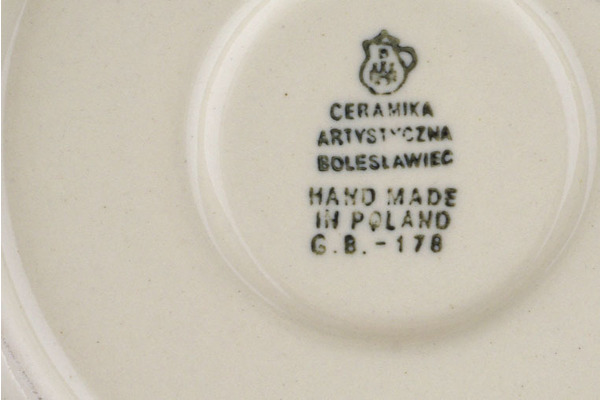 B
CERAMIKA
ARTYSTYCZNA
BOLESŁAWIEC
HAND MADE
IN POLAND
G.B.-178